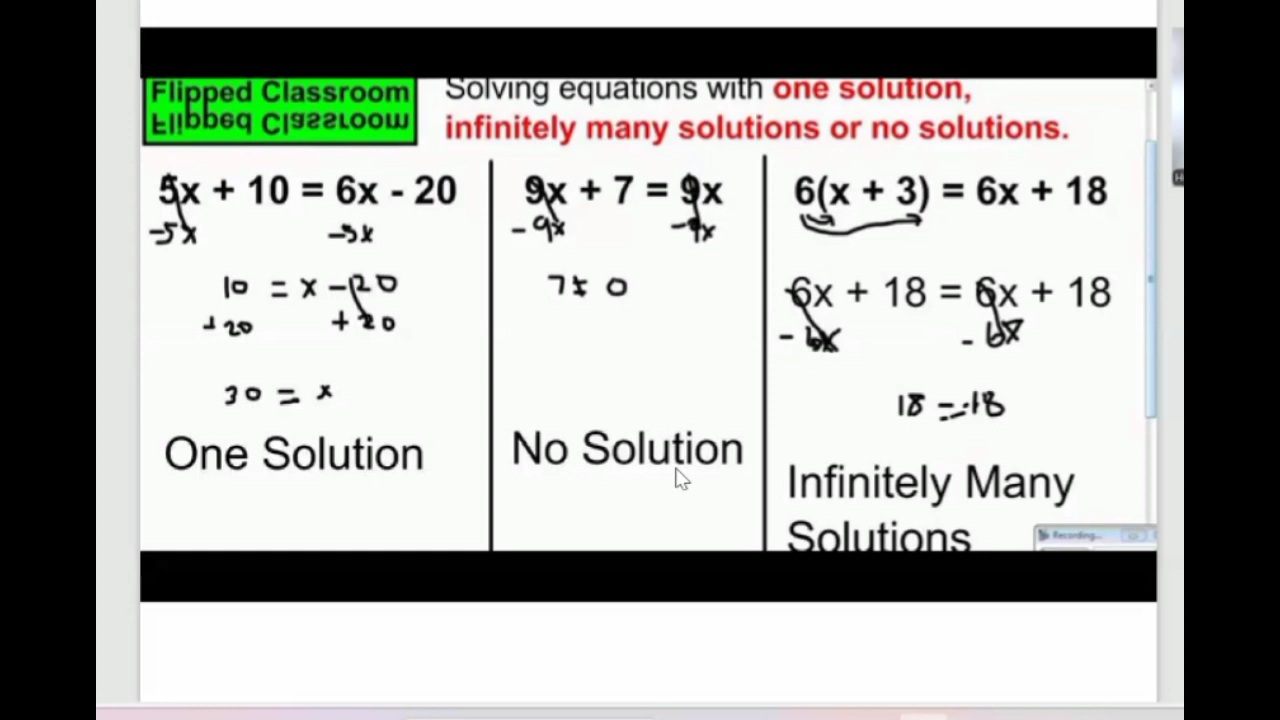 Flipped Classroom
Flipped Classroom
Solving equations with one solution,
infinitely many solutions or no solutions.
5x + 10 = 6x - 20
-5x -5x
10 = x - 20
+20 +20
30 = x
One Solution
9x + 7 = 9x
-9x -9x
7 ≠ 0
No Solution
6(x + 3) = 6x + 18
6x + 18 = 6x + 18
-6x -6x
18 = 18
Infinitely Many
Solutions
Recording...